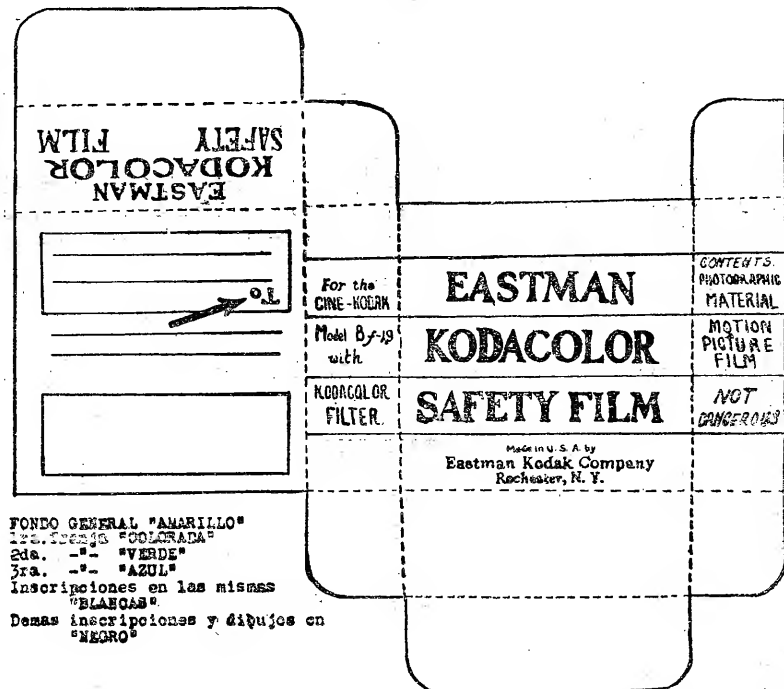 EASTMAN
KODACOLOR
SAFETY FILM
To
For the
CINE-KODAK
Model B f-1.9
with
KODACOLOR
FILTER.
EASTMAN
KODACOLOR
SAFETY FILM
Made in U. S. A. by
Eastman Kodak Company
Rochester, N. Y.
CONTENTS.
PHOTOGRAPHIC
MATERIAL
MOTION
PICTURE
FILM
NOT
DANGEROUS
FONDO GENERAL "AMARILLO"
1ra.franja "COLORADA"
2da. -"- "VERDE"
3ra. -"- "AZUL"
Inscripciones en las mismas
"BLANCAS".
Demas inscripciones y dibujos en
"NEGRO"